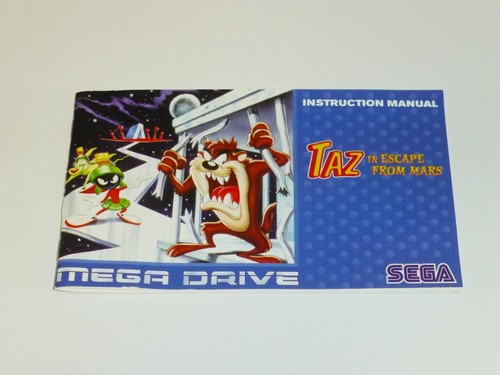 INSTRUCTION MANUAL
TAZ IN ESCAPE
FROM MARS
MEGA DRIVE
SEGA